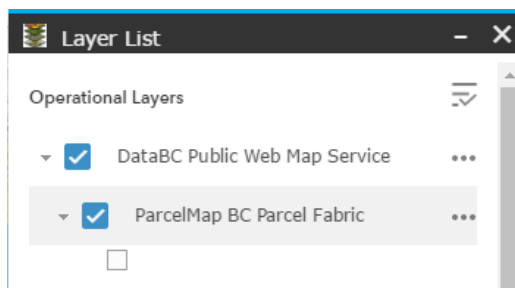 Layer List
Operational Layers
DataBC Public Web Map Service
ParcelMap BC Parcel Fabric